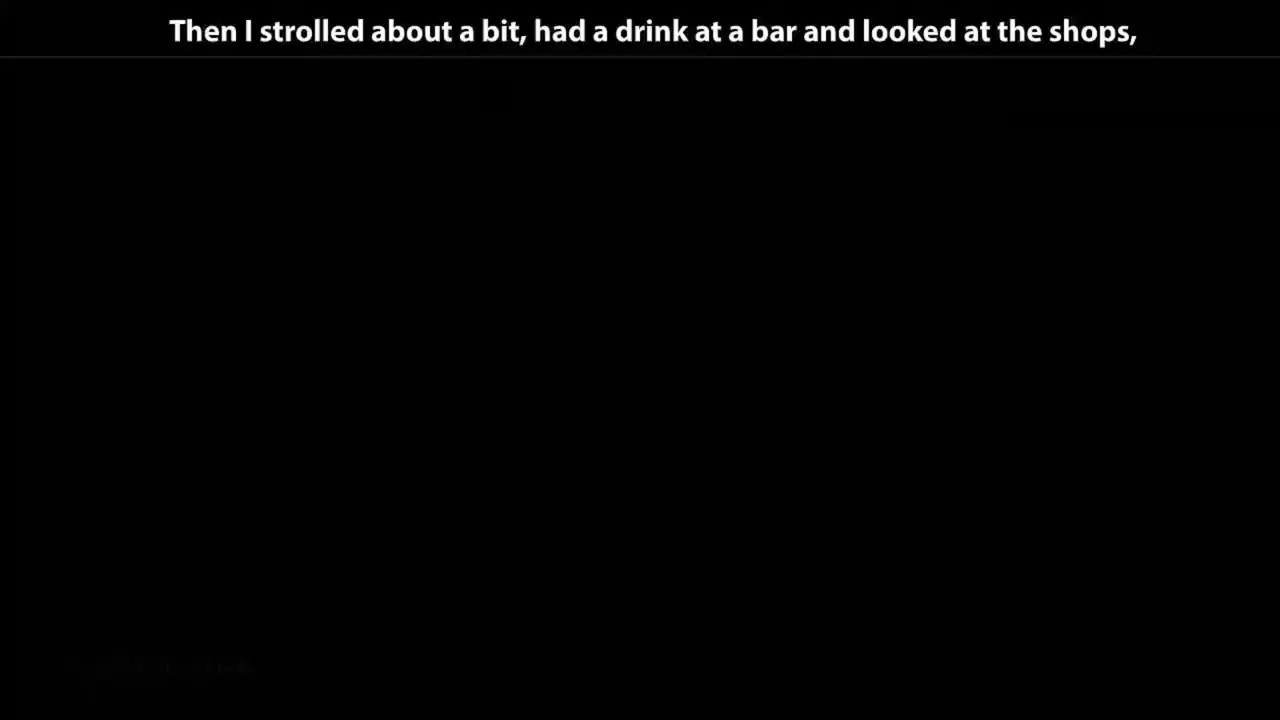 Then I strolled about a bit, had a drink at a bar and looked at the shops,